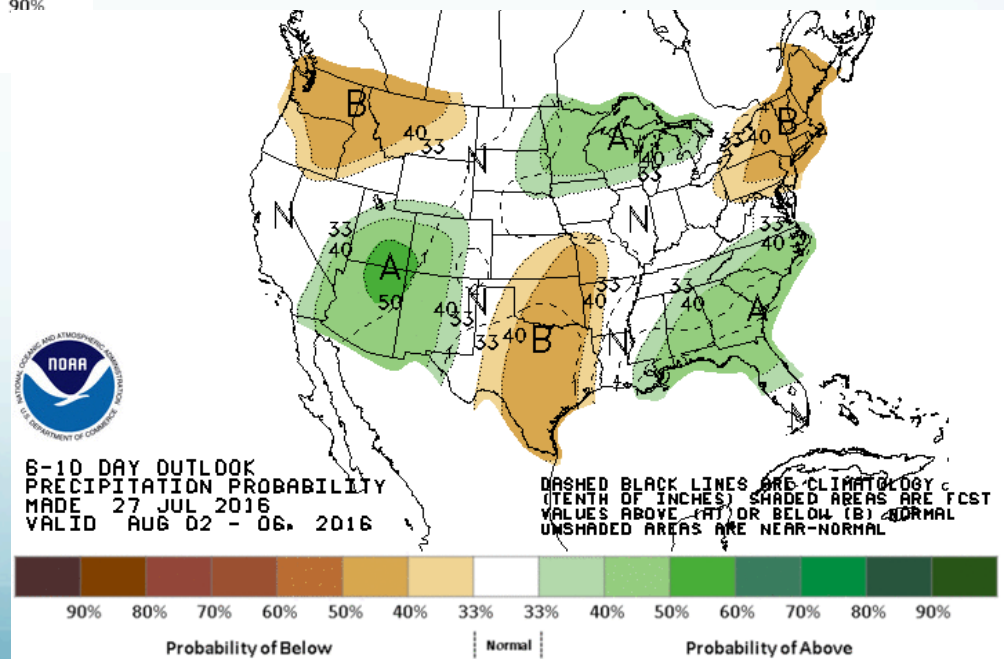 90%
B
A
B
40
33
N
40
33
33
40
N
N
33
40
A
50
40
33
N
33
40
B
33
40
N
33
40
A
33
40
N
NATIONAL OCEANIC AND ATMOSPHERIC ADMINISTRATION
NOAA
U.S. DEPARTMENT OF COMMERCE
6-10 DAY OUTLOOK
PRECIPITATION PROBABILITY
MADE 27 JUL 2016
VALID AUG 02 - 06, 2016
DASHED BLACK LINES ARE CLIMATOLOGY
(TENTH OF INCHES) SHADED AREAS ARE FCST
VALUES ABOVE (A) OR BELOW (B) NORMAL
UNSHADED AREAS ARE NEAR-NORMAL
90% 80% 70% 60% 50% 40% 33% 33% 40% 50% 60% 70% 80% 90%
Probability of Below Normal Probability of Above